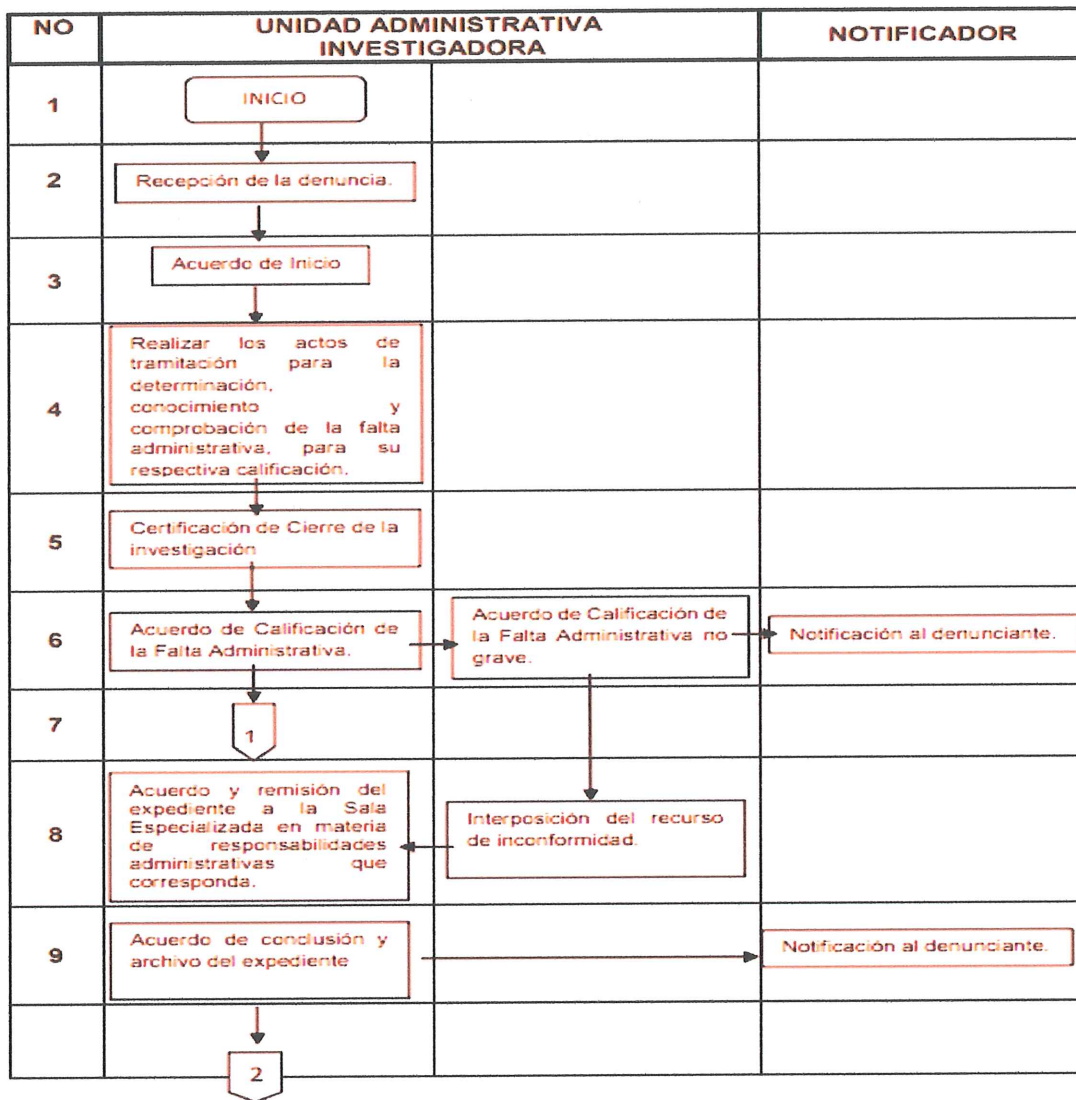 NO
UNIDAD ADMINISTRATIVA
INVESTIGADORA
NOTIFICADOR
1
INICIO
2
Recepción de la denuncia.
3
Acuerdo de Inicio
4
Realizar los actos de
tramitación para la
determinación,
conocimiento y
comprobación de la falta
administrativa, para su
respectiva calificación.
5
Certificación de Cierre de la
investigación
6
Acuerdo de Calificación de
la Falta Administrativa.
Acuerdo de Calificación de
la Falta Administrativa no
grave.
Notificación al denunciante.
7
1
8
Acuerdo y remisión del
expediente a la Sala
Especializada en materia
de responsabilidades
administrativas que
corresponda.
Interposición del recurso
de inconformidad.
9
Acuerdo de conclusión y
archivo del expediente
Notificación al denunciante.
2